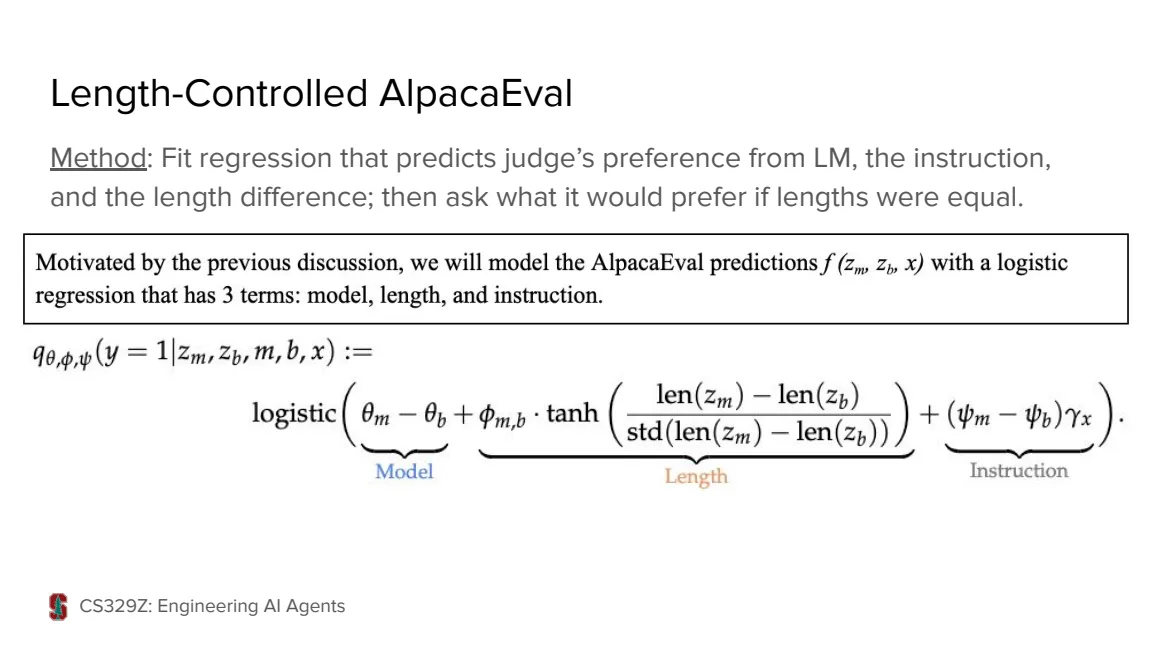 Length-Controlled AlpacaEval
Method: Fit regression that predicts judge’s preference from LM, the instruction,
and the length difference; then ask what it would prefer if lengths were equal.
Motivated by the previous discussion, we will model the AlpacaEval predictions f (zₘ, z_b, x) with a logistic
regression that has 3 terms: model, length, and instruction.
q_{θ,ϕ,ψ}(y = 1|z_m, z_b, m, b, x) :=
logistic( θ_m − θ_b + ϕ_{m,b} · tanh ( (len(z_m) − len(z_b)) / std(len(z_m) − len(z_b)) ) + (ψ_m − ψ_b)γ_x ).
Model
Length
Instruction
CS329Z: Engineering AI Agents